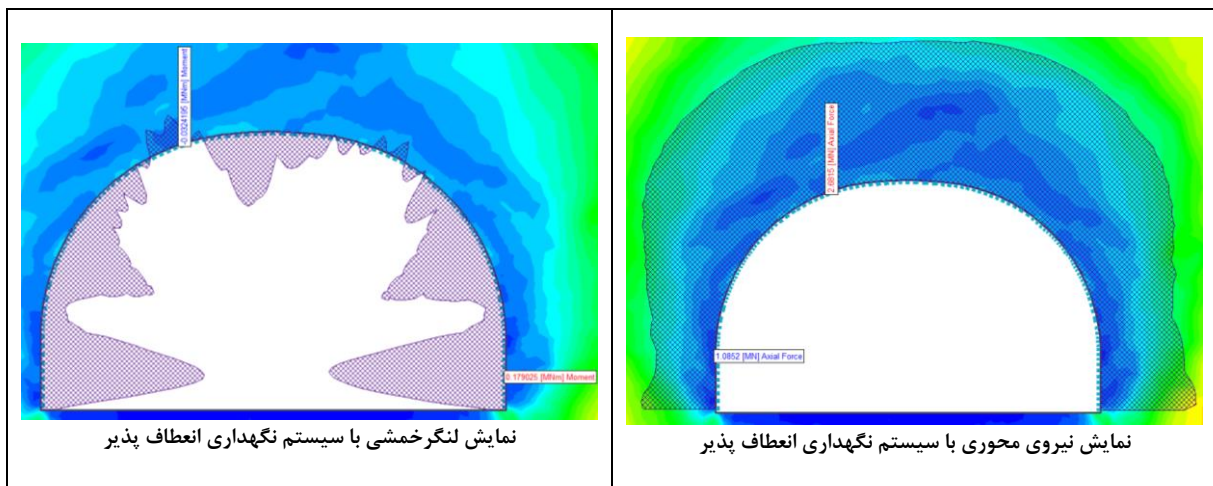 -0.0324195 [MNm] Moment
0.179025 [MNm] Moment
نمایش لنگرخمشی با سیستم نگهداری انعطاف پذیر
2.6815 [MN] Axial Force
1.0852 [MN] Axial Force
نمایش نیروی محوری با سیستم نگهداری انعطاف پذیر